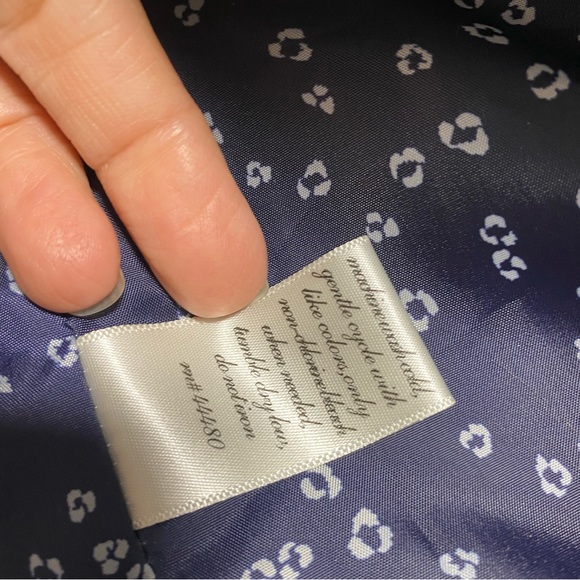 machine wash cold,
gentle cycle with
like colors, only
non-chlorine bleach
when needed,
tumble dry low,
do not iron
rn# 44480